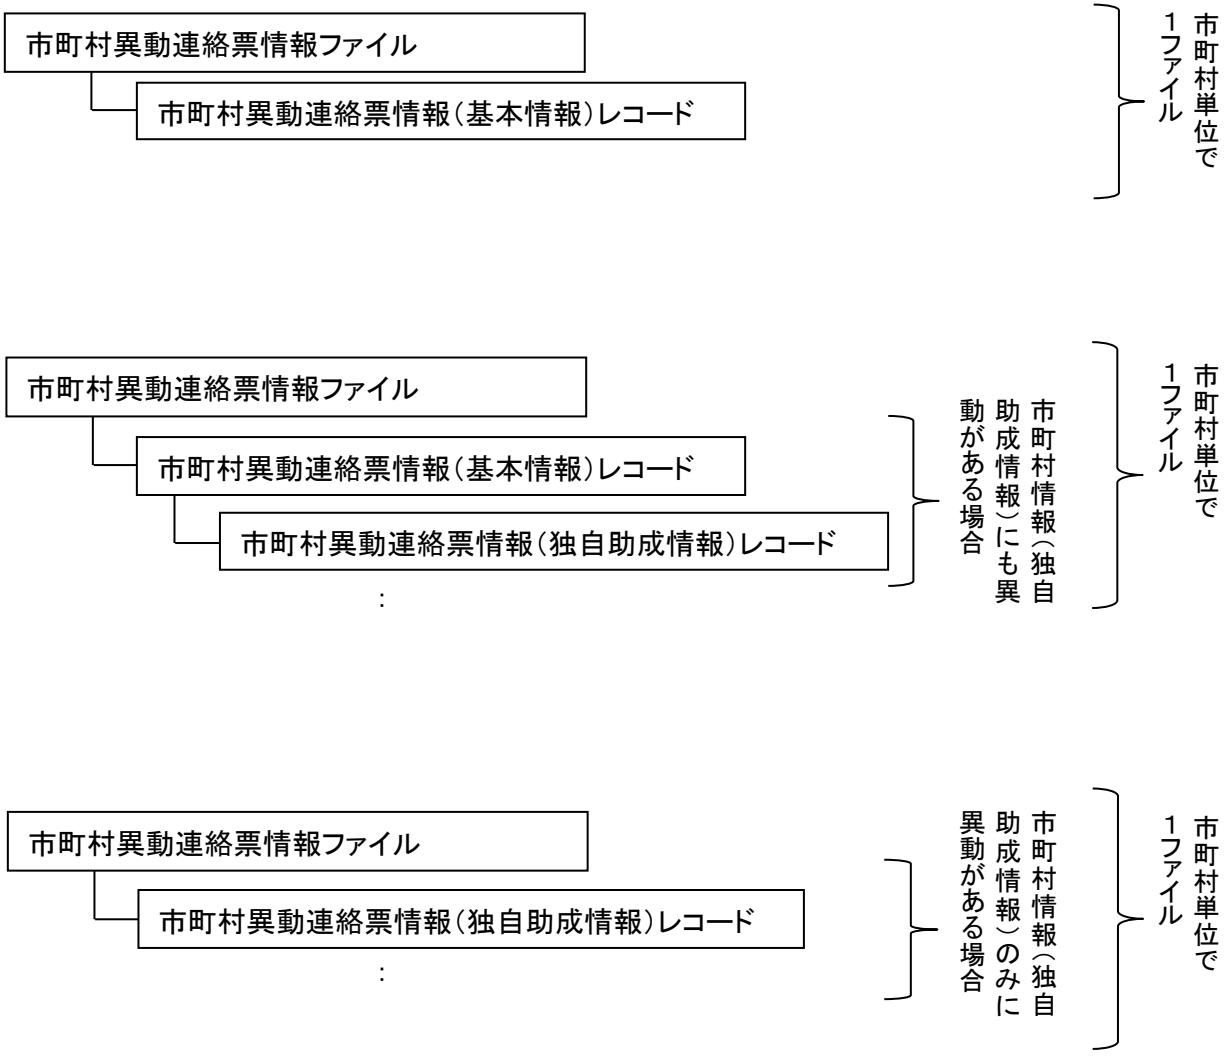 市町村異動連絡票情報ファイル
市町村異動連絡票情報（基本情報）レコード
市町村単位で
１ファイル
市町村異動連絡票情報ファイル
市町村異動連絡票情報（基本情報）レコード
市町村異動連絡票情報（独自助成情報）レコード
：
市町村情報（独自
助成情報）にも異
動がある場合
市町村単位で
１ファイル
市町村異動連絡票情報ファイル
市町村異動連絡票情報（独自助成情報）レコード
：
市町村情報（独自
助成情報）のみに
異動がある場合
市町村単位で
１ファイル